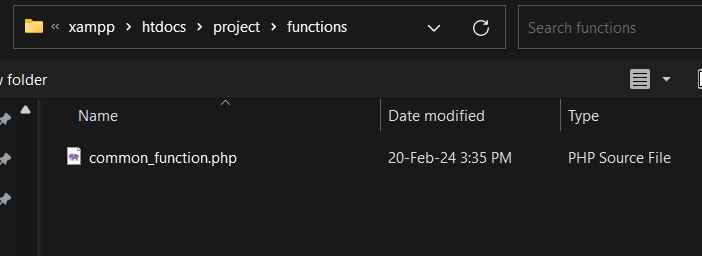 « xampp > htdocs > project > functions
Search functions
w folder
Name Date modified Type
common_function.php 20-Feb-24 3:35 PM PHP Source File